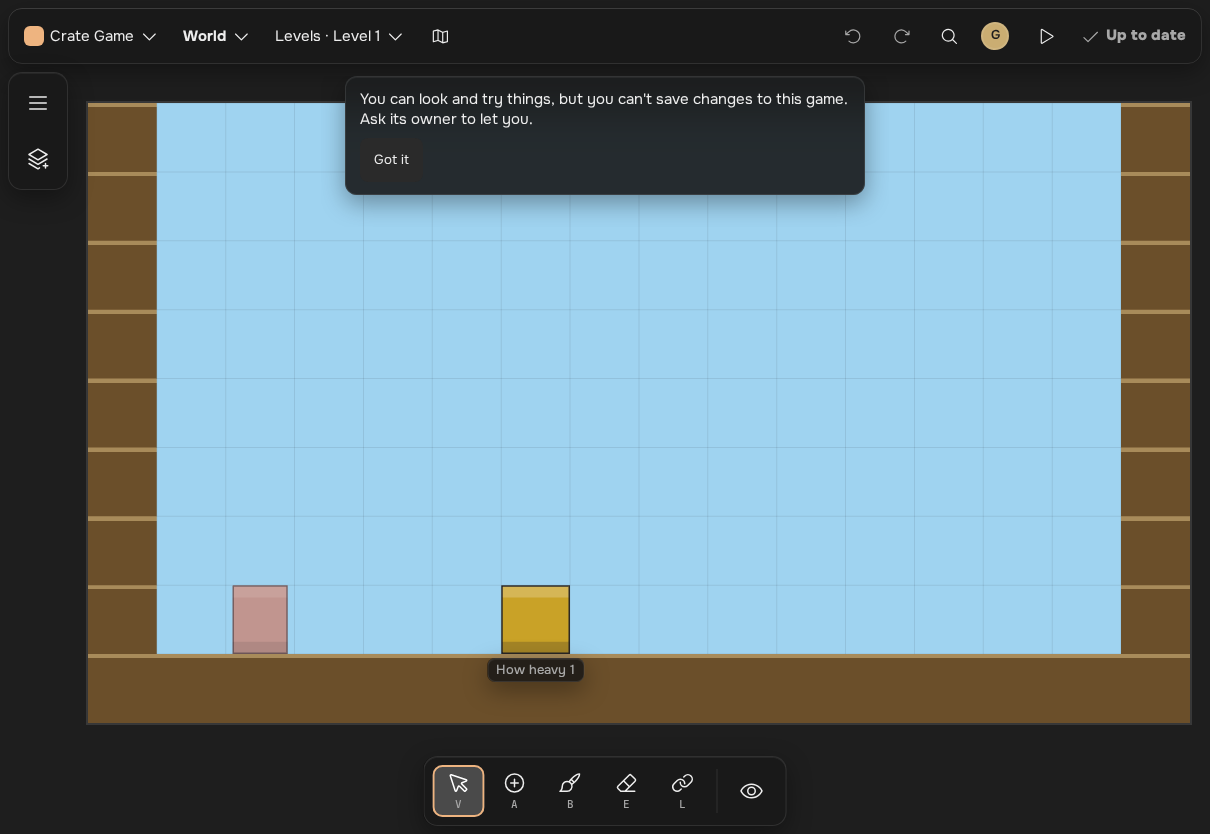 Crate Game
World
Levels · Level 1
G
Up to date
You can look and try things, but you can't save changes to this game.
Ask its owner to let you.
Got it
How heavy 1
V
A
B
E
L